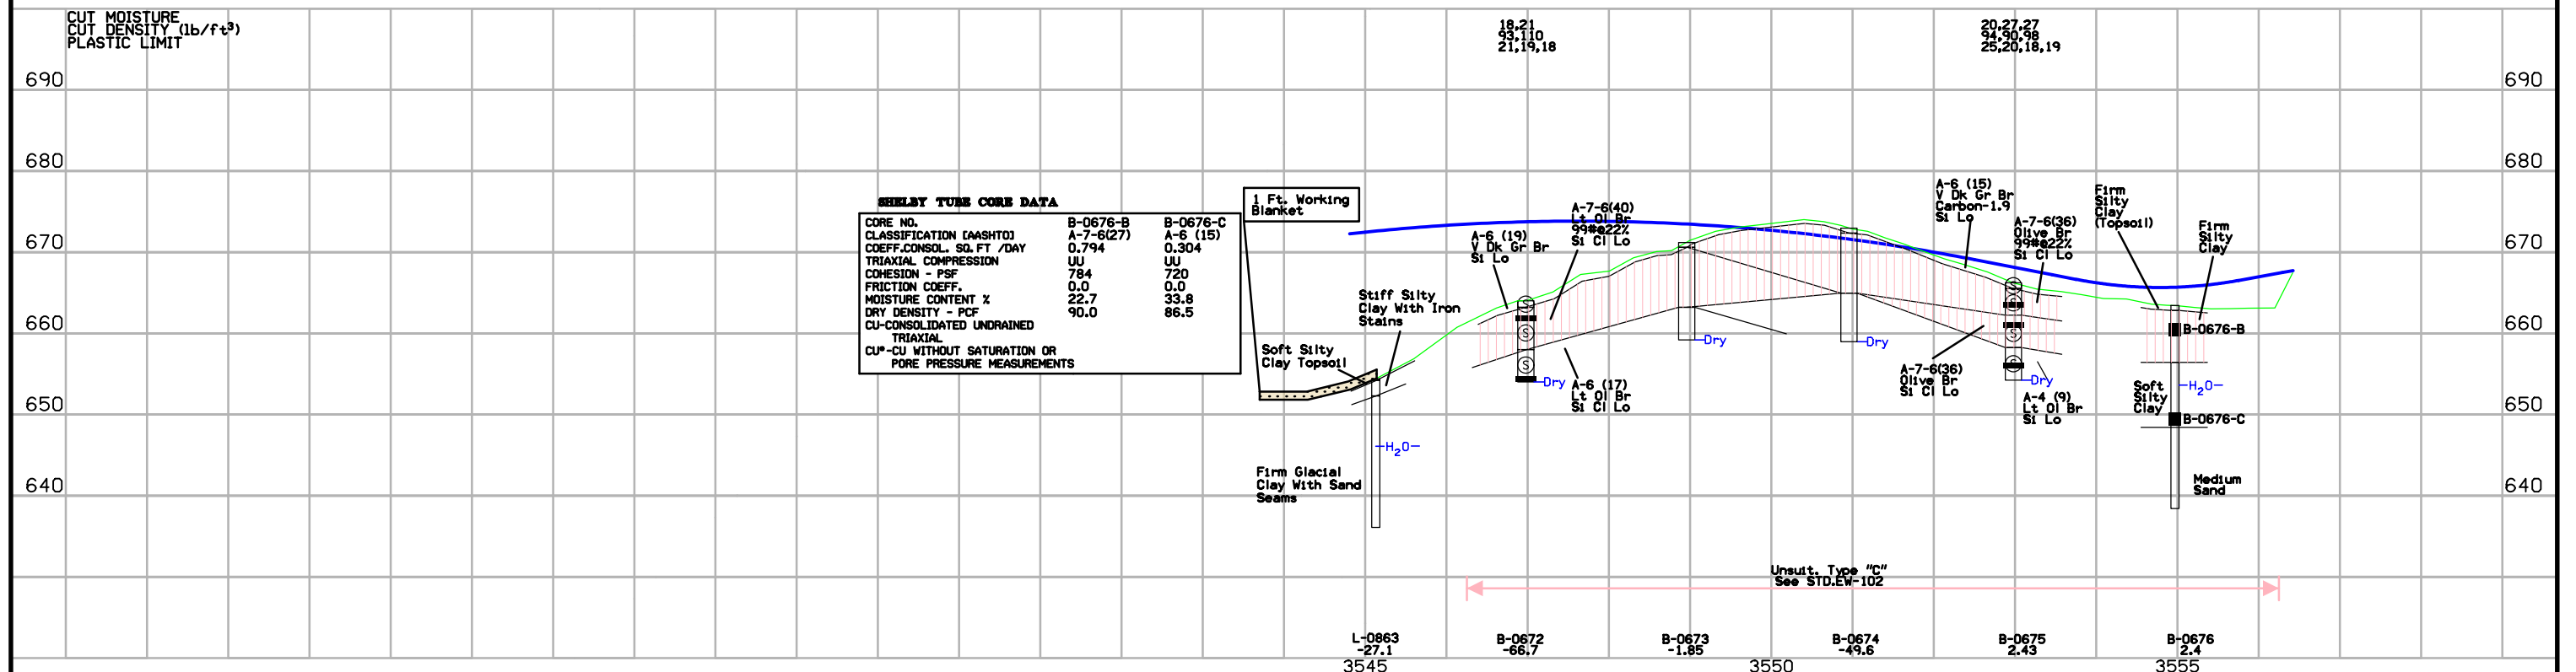 CUT MOISTURE
CUT DENSITY (lb/ft³)
PLASTIC LIMIT
18,21
93,110
21,19,18
20,27,27
94,90,98
25,20,18,19
690
690
680
680
670
670
660
660
650
650
640
640
SHELBY TUBE CORE DATA
CORE NO. B-0676-B B-0676-C
CLASSIFICATION [AASHTO] A-7-6(27) A-6 (15)
COEFF.CONSOL. SQ.FT /DAY 0.794 0.304
TRIAXIAL COMPRESSION UU UU
COHESION - PSF 784 720
FRICTION COEFF. 0.0 0.0
MOISTURE CONTENT % 22.7 33.8
DRY DENSITY - PCF 90.0 86.5
CU-CONSOLIDATED UNDRAINED
TRIAXIAL
CU*-CU WITHOUT SATURATION OR
PORE PRESSURE MEASUREMENTS
1 Ft. Working
Blanket
Soft Silty
Clay Topsoil
Stiff Silty
Clay With Iron
Stains
H₂O
Firm Glacial
Clay With Sand
Seams
A-6 (19)
V Dk Gr Br
Si Lo
A-7-6(40)
Lt Ol Br
99#@22%
Si Cl Lo
S
S
S
Dry
A-6 (17)
Lt Ol Br
Si Cl Lo
Dry
Dry
A-6 (15)
V Dk Gr Br
Carbon-1.9
Si Lo
A-7-6(36)
Olive Br
99#@22%
Si Cl Lo
S
S
S
S
Dry
A-7-6(36)
Olive Br
Si Cl Lo
A-4 (9)
Lt Ol Br
Si Lo
Firm
Silty
Clay
(Topsoil)
Firm
Silty
Clay
B-0676-B
Soft
Silty
Clay
H₂O
B-0676-C
Medium
Sand
Unsuit. Type "C"
See STD.EW-102
L-0863
-27.1
B-0672
-66.7
B-0673
-1.85
B-0674
-49.6
B-0675
2.43
B-0676
2.4
3545
3550
3555